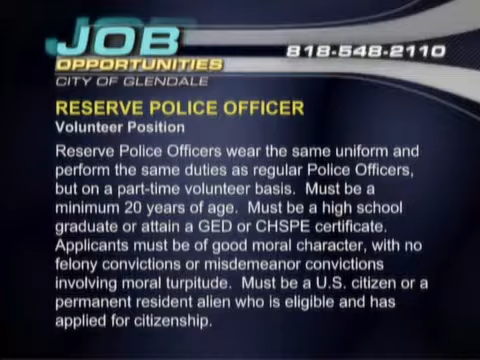 JOB
818-548-2110
OPPORTUNITIES
CITY OF GLENDALE
RESERVE POLICE OFFICER
Volunteer Position
Reserve Police Officers wear the same uniform and
perform the same duties as regular Police Officers,
but on a part-time volunteer basis. Must be a
minimum 20 years of age. Must be a high school
graduate or attain a GED or CHSPE certificate.
Applicants must be of good moral character, with no
felony convictions or misdemeanor convictions
involving moral turpitude. Must be a U.S. citizen or a
permanent resident alien who is eligible and has
applied for citizenship.